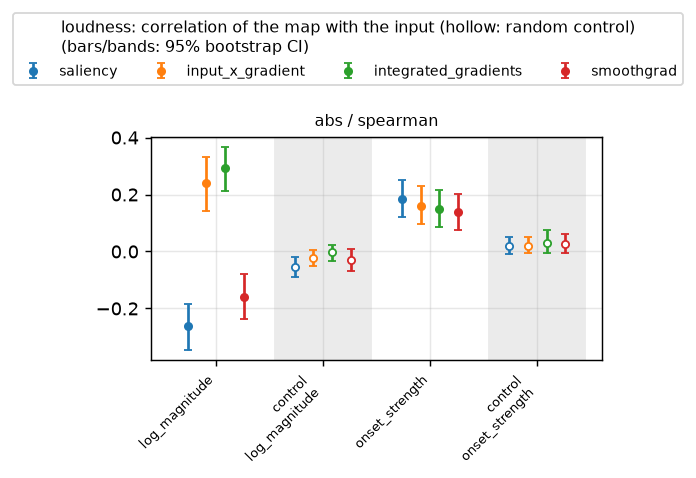 loudness: correlation of the map with the input (hollow: random control)
(bars/bands: 95% bootstrap CI)
saliency input_x_gradient integrated_gradients smoothgrad
abs / spearman
0.4
0.2
0.0
−0.2
log_magnitude
control
log_magnitude
onset_strength
control
onset_strength